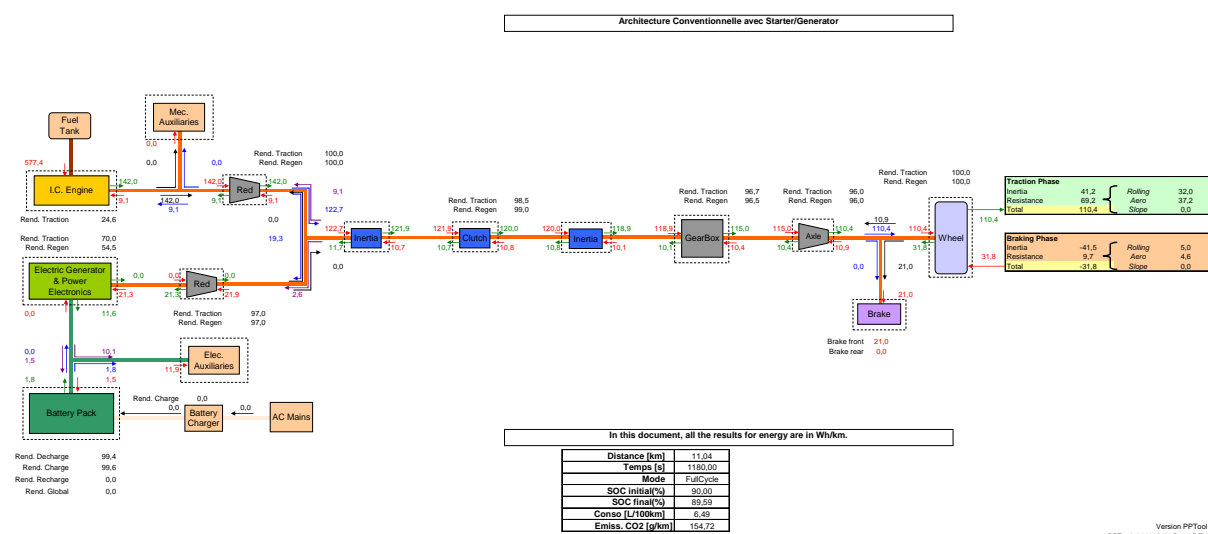 Architecture Conventionnelle avec Starter/Generator
Mec.
Auxiliaries
Fuel
Tank
0,0
577,4
0,0
0,0
Rend. Traction 100,0
Rend. Regen 100,0
I.C. Engine
142,0
9,1
142,0
9,1
142,0
9,1
Red
142,0
9,1
9,1
122,7
Rend. Traction 24,6
0,0
19,3
Rend. Traction 70,0
Rend. Regen 54,5
Electric Generator
& Power
Electronics
0,0
21,3
0,0
21,3
Red
0,0
21,9
2,6
0,0
0,0
11,6
Rend. Traction 97,0
Rend. Regen 97,0
122,7
11,7
Inertia
121,9
10,7
Rend. Traction 98,5
Rend. Regen 99,0
121,9
10,7
Clutch
120,0
10,8
120,0
10,8
Inertia
118,9
10,1
Rend. Traction 96,7
Rend. Regen 96,5
118,9
10,1
GearBox
115,0
10,4
Rend. Traction 96,0
Rend. Regen 96,0
115,0
10,4
Axle
110,4
10,9
10,9
110,4
0,0
21,0
21,0
Brake
Brake front 21,0
Brake rear 0,0
Rend. Traction 100,0
Rend. Regen 100,0
110,4
31,8
Wheel
110,4
31,8
Traction Phase
Inertia 41,2 Rolling 32,0
Resistance 69,2 Aero 37,2
Total 110,4 Slope 0,0
Braking Phase
Inertia -41,5 Rolling 5,0
Resistance 9,7 Aero 4,6
Total -31,8 Slope 0,0
0,0
1,5
10,1
1,8
11,9
Elec.
Auxiliaries
1,8
1,5
Battery Pack
Rend. Charge 0,0
0,0
Battery
Charger
0,0
AC Mains
Rend. Decharge 99,4
Rend. Charge 99,6
Rend. Recharge 0,0
Rend. Global 0,0
In this document, all the results for energy are in Wh/km.
Distance [km] 11,04
Temps [s] 1180,00
Mode FullCycle
SOC initial(%) 90,00
SOC final(%) 89,59
Conso [L/100km] 6,49
Emiss. CO2 [g/km] 154,72
Version PPTool